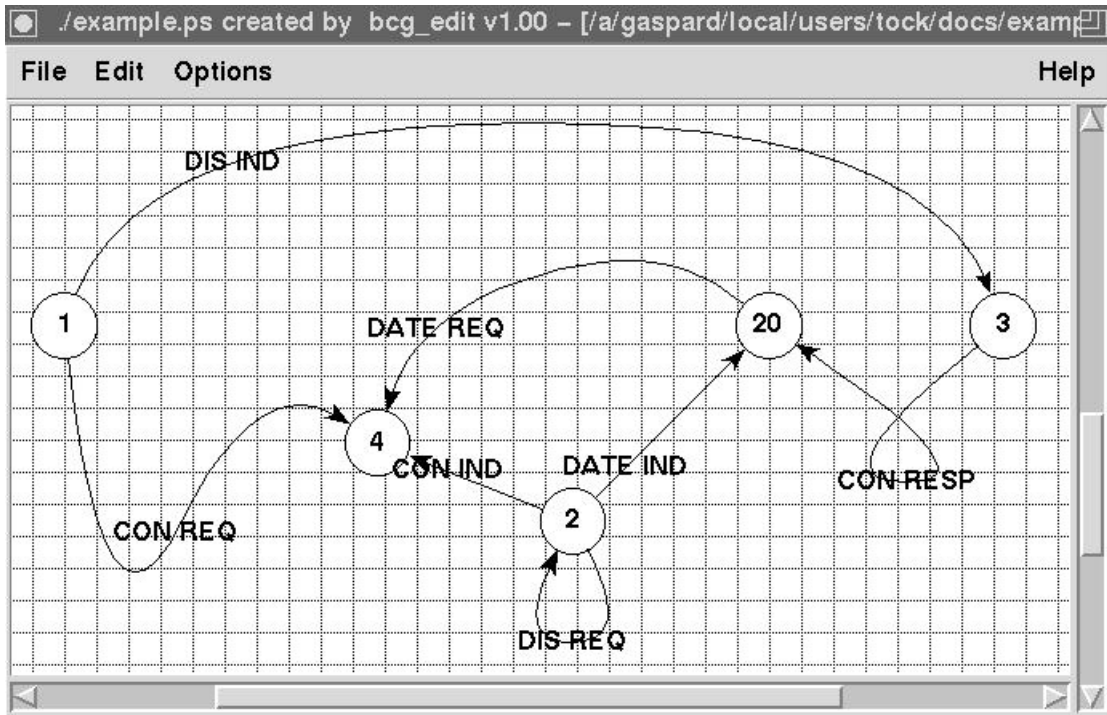 ./example.ps created by bcg_edit v1.00 – [/a/gaspard/local/users/tock/docs/examp
File Edit Options Help
DIS IND
1
DATE REQ
20
3
4
CON IND
DATE IND
CON RESP
2
CON REQ
DIS REQ